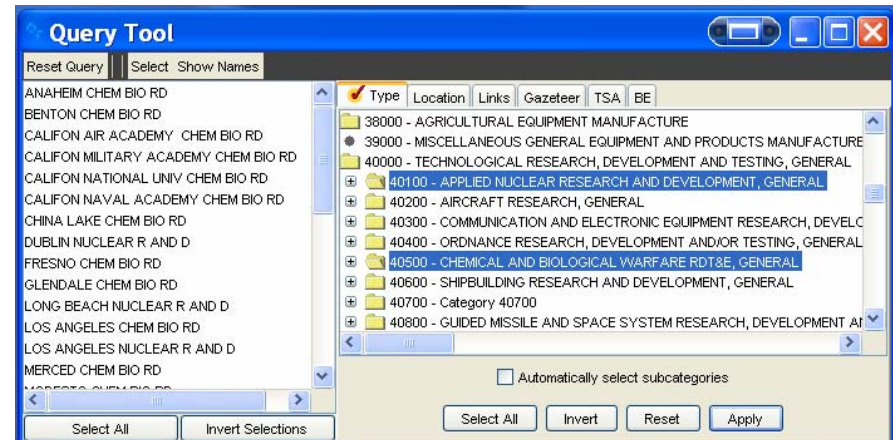 Query Tool
Reset Query Select Show Names
ANAHEIM CHEM BIO RD
BENTON CHEM BIO RD
CALIFON AIR ACADEMY CHEM BIO RD
CALIFON MILITARY ACADEMY CHEM BIO RD
CALIFON NATIONAL UNIV CHEM BIO RD
CALIFON NAVAL ACADEMY CHEM BIO RD
CHINA LAKE CHEM BIO RD
DUBLIN NUCLEAR R AND D
FRESNO CHEM BIO RD
GLENDALE CHEM BIO RD
LONG BEACH NUCLEAR R AND D
LOS ANGELES CHEM BIO RD
LOS ANGELES NUCLEAR R AND D
MERCED CHEM BIO RD
Select All Invert Selections
Type Location Links Gazeteer TSA BE
38000 - AGRICULTURAL EQUIPMENT MANUFACTURE
39000 - MISCELLANEOUS GENERAL EQUIPMENT AND PRODUCTS MANUFACTURE
40000 - TECHNOLOGICAL RESEARCH, DEVELOPMENT AND TESTING, GENERAL
40100 - APPLIED NUCLEAR RESEARCH AND DEVELOPMENT, GENERAL
40200 - AIRCRAFT RESEARCH, GENERAL
40300 - COMMUNICATION AND ELECTRONIC EQUIPMENT RESEARCH, DEVELC
40400 - ORDNANCE RESEARCH, DEVELOPMENT AND/OR TESTING, GENERAL
40500 - CHEMICAL AND BIOLOGICAL WARFARE RDT&E, GENERAL
40600 - SHIPBUILDING RESEARCH AND DEVELOPMENT, GENERAL
40700 - Category 40700
40800 - GUIDED MISSILE AND SPACE SYSTEM RESEARCH, DEVELOPMENT AI
Automatically select subcategories
Select All Invert Reset Apply